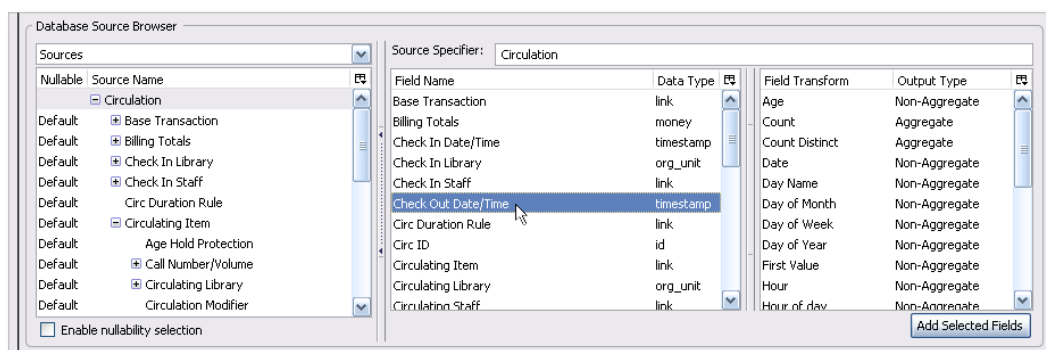 Database Source Browser
Sources
Source Specifier: Circulation
Nullable Source Name
Circulation
Default Base Transaction
Default Billing Totals
Default Check In Library
Default Check In Staff
Default Circ Duration Rule
Default Circulating Item
Default Age Hold Protection
Default Call Number/Volume
Default Circulating Library
Default Circulation Modifier
Enable nullability selection
Field Name Data Type
Base Transaction link
Billing Totals money
Check In Date/Time timestamp
Check In Library org_unit
Check In Staff link
Check Out Date/Time timestamp
Circ Duration Rule link
Circ ID id
Circulating Item link
Circulating Library org_unit
Circulating Staff link
Field Transform Output Type
Age Non-Aggregate
Count Aggregate
Count Distinct Aggregate
Date Non-Aggregate
Day Name Non-Aggregate
Day of Month Non-Aggregate
Day of Week Non-Aggregate
Day of Year Non-Aggregate
First Value Non-Aggregate
Hour Non-Aggregate
Hour of day Non-Aggregate
Add Selected Fields